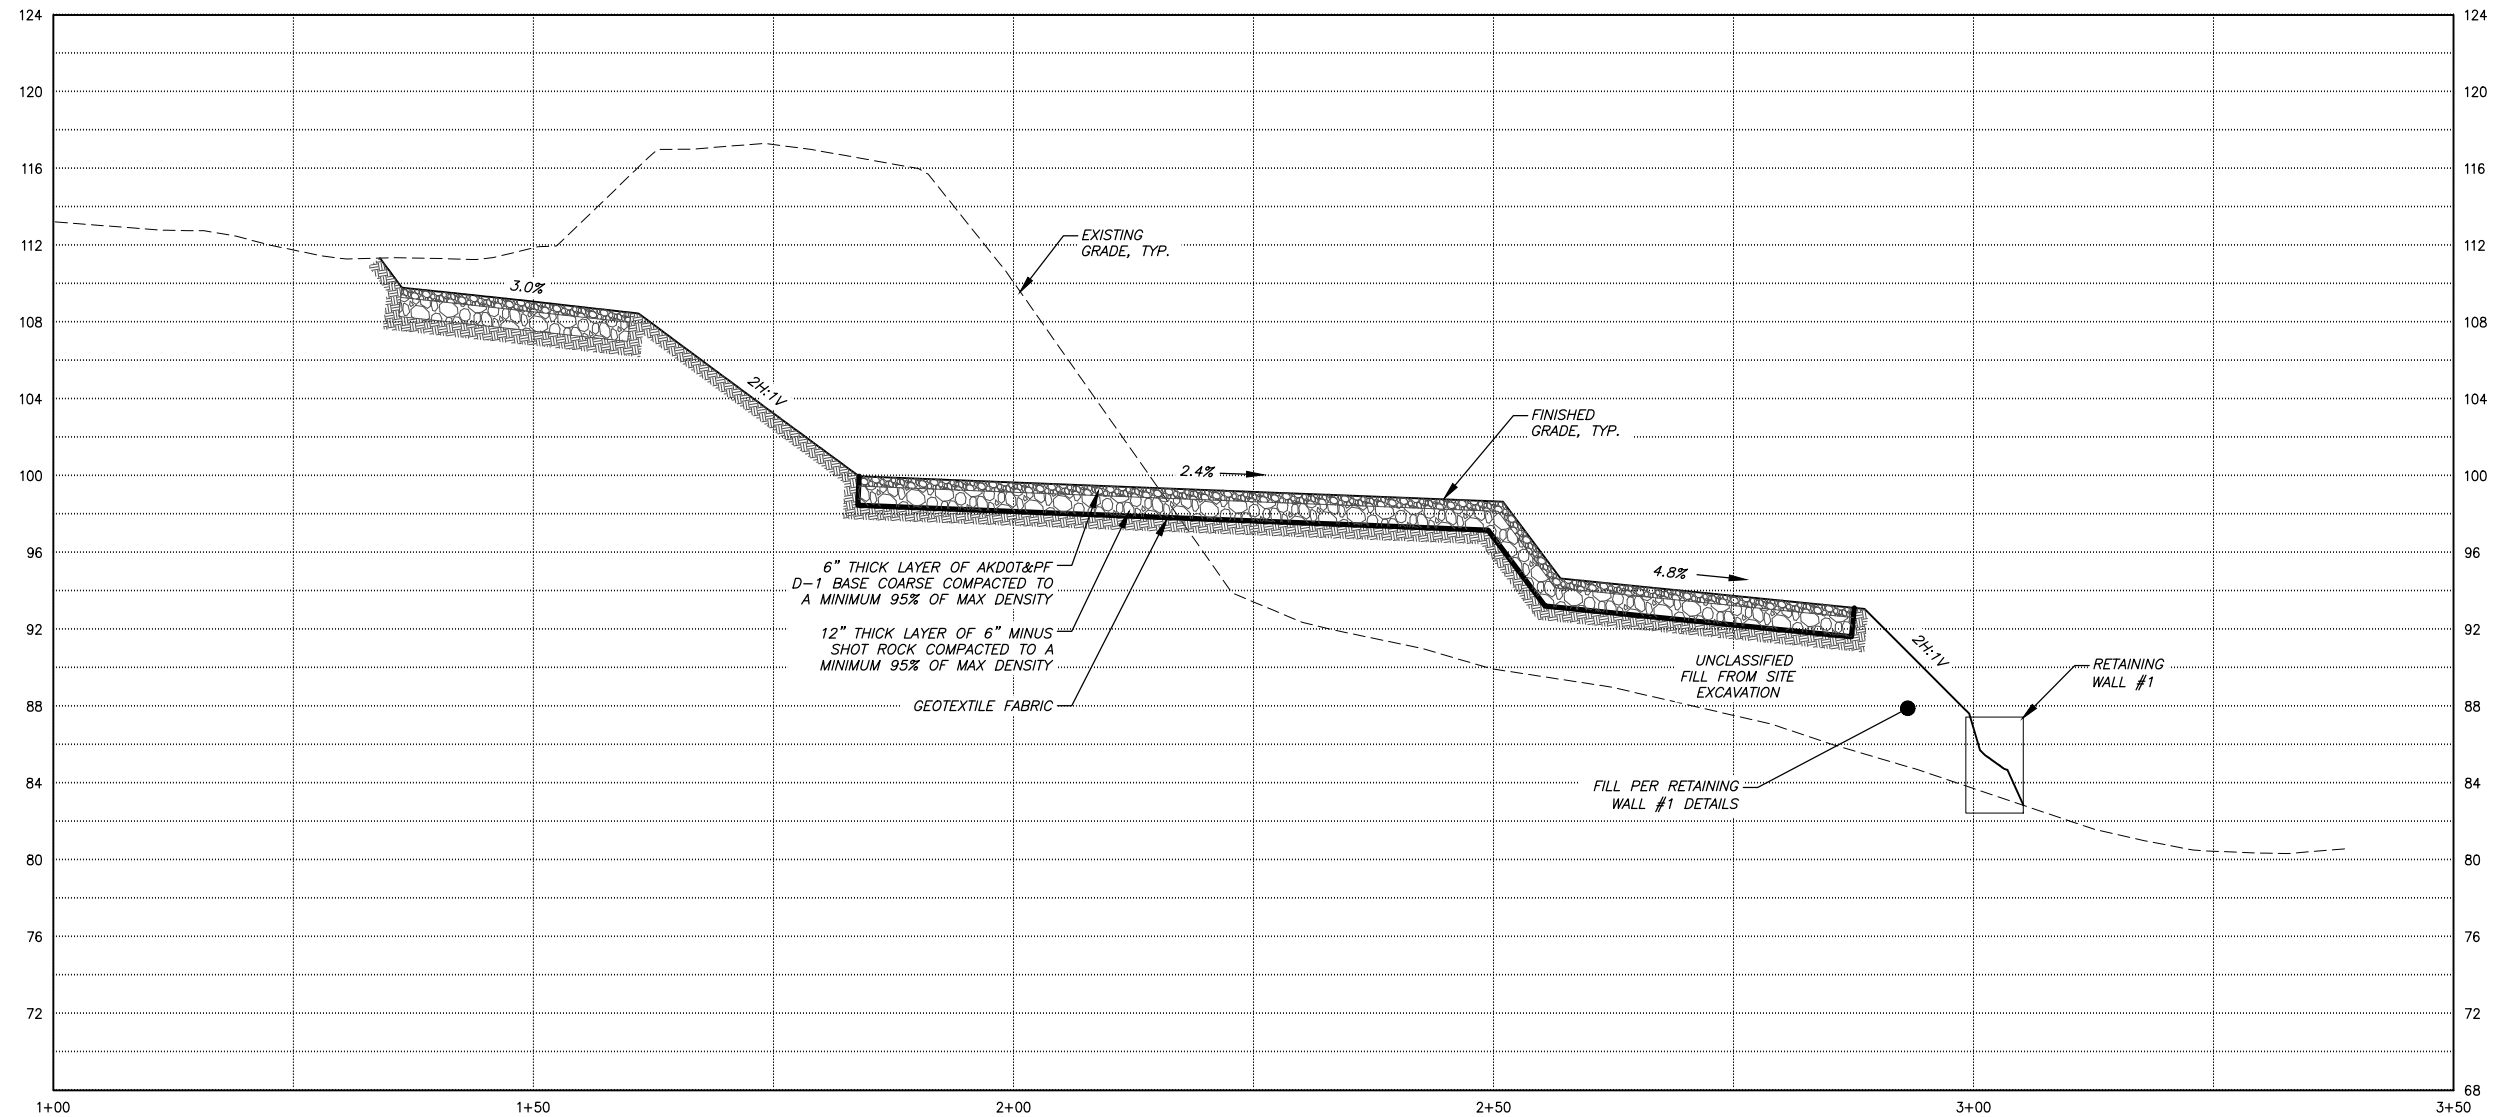 124
124
120
120
116
116
EXISTING
GRADE, TYP.
112
112
3.0%
108
108
2H:1V
104
104
FINISHED
GRADE, TYP.
2.4%
100
100
96
96
6" THICK LAYER OF AKDOT&PF
D-1 BASE COARSE COMPACTED TO
A MINIMUM 95% OF MAX DENSITY
4.8%
92
92
12" THICK LAYER OF 6" MINUS
SHOT ROCK COMPACTED TO A
MINIMUM 95% OF MAX DENSITY
2H:1V
UNCLASSIFIED
FILL FROM SITE
EXCAVATION
RETAINING
WALL #1
GEOTEXTILE FABRIC
88
88
84
84
FILL PER RETAINING
WALL #1 DETAILS
80
80
76
76
72
72
68
1+00
1+50
2+00
2+50
3+00
3+50